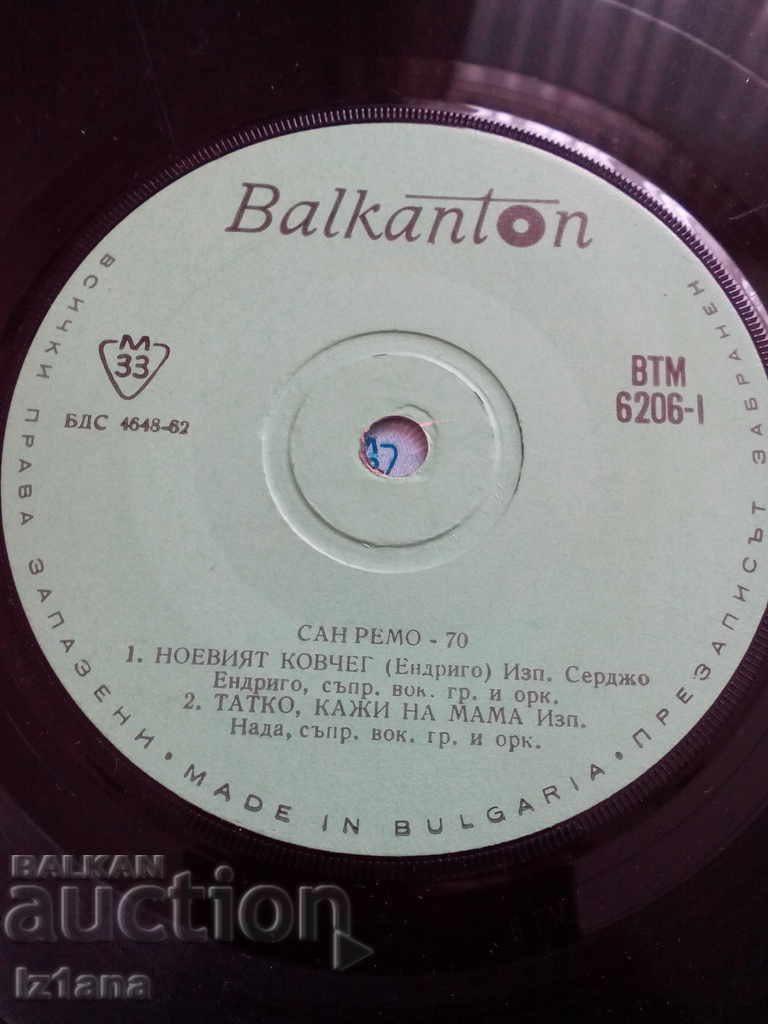 Balkanton
М
33
БДС 4648-62
ВТМ
6206-I
САН РЕМО - 70
1. НОЕВИЯТ КОВЧЕГ (Ендриго) Изп. Серджо
Ендриго, съпр. вок. гр. и орк.
2. ТАТКО, КАЖИ НА МАМА Изп.
Нада, съпр. вок. гр. и орк.
ВСИЧКИ ПРАВА ЗАПАЗЕНИ • MADE IN BULGARIA • ПРЕЗАПИСЪТ ЗАБРАНЕН
BALKAN
auction
Iz1ana